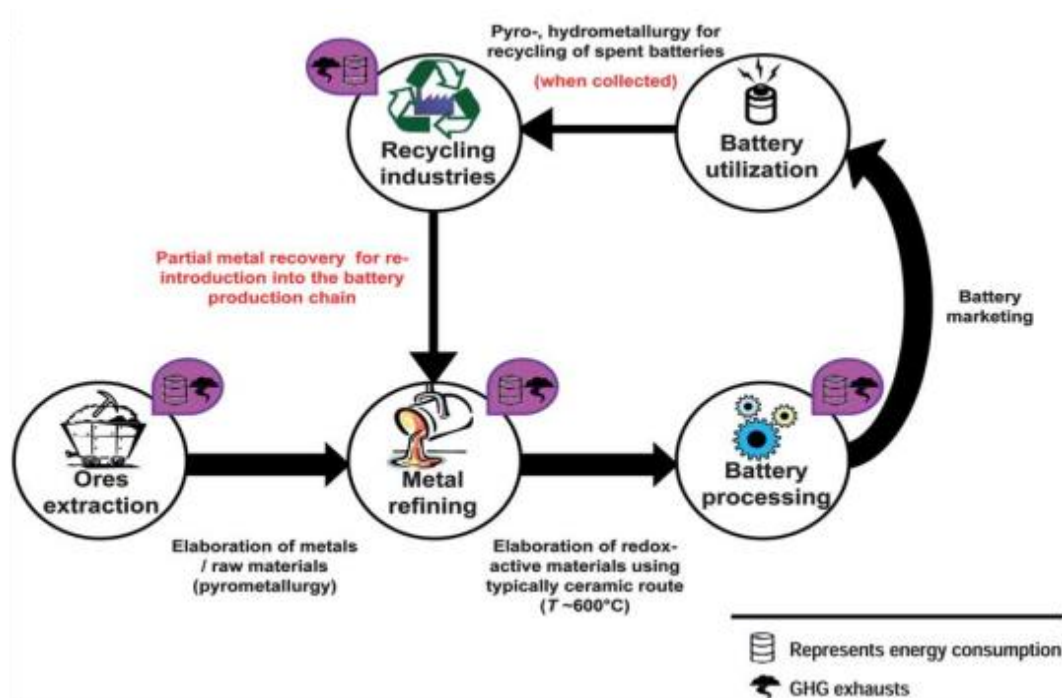 Pyro-, hydrometallurgy for
recycling of spent batteries
(when collected)
Recycling
industries
Battery
utilization
Partial metal recovery for re-
introduction into the battery
production chain
Battery
marketing
Ores
extraction
Metal
refining
Battery
processing
Elaboration of metals
/ raw materials
(pyrometallurgy)
Elaboration of redox-
active materials using
typically ceramic route
(T ~600°C)
Represents energy consumption
GHG exhausts